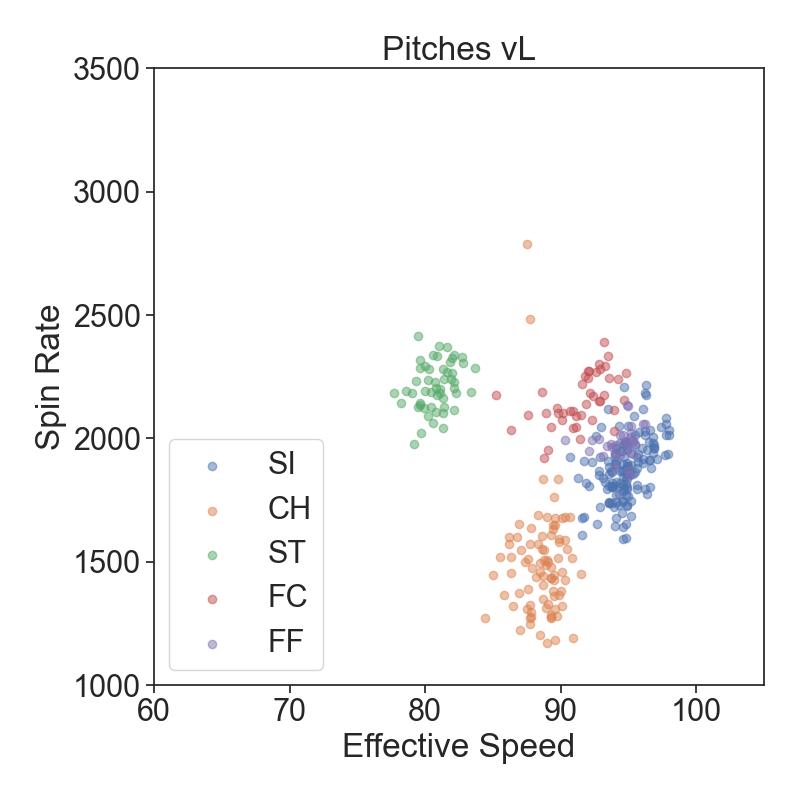 Pitches vL
3500
3000
2500
2000
1500
1000
Spin Rate
SI
CH
ST
FC
FF
60 70 80 90 100
Effective Speed